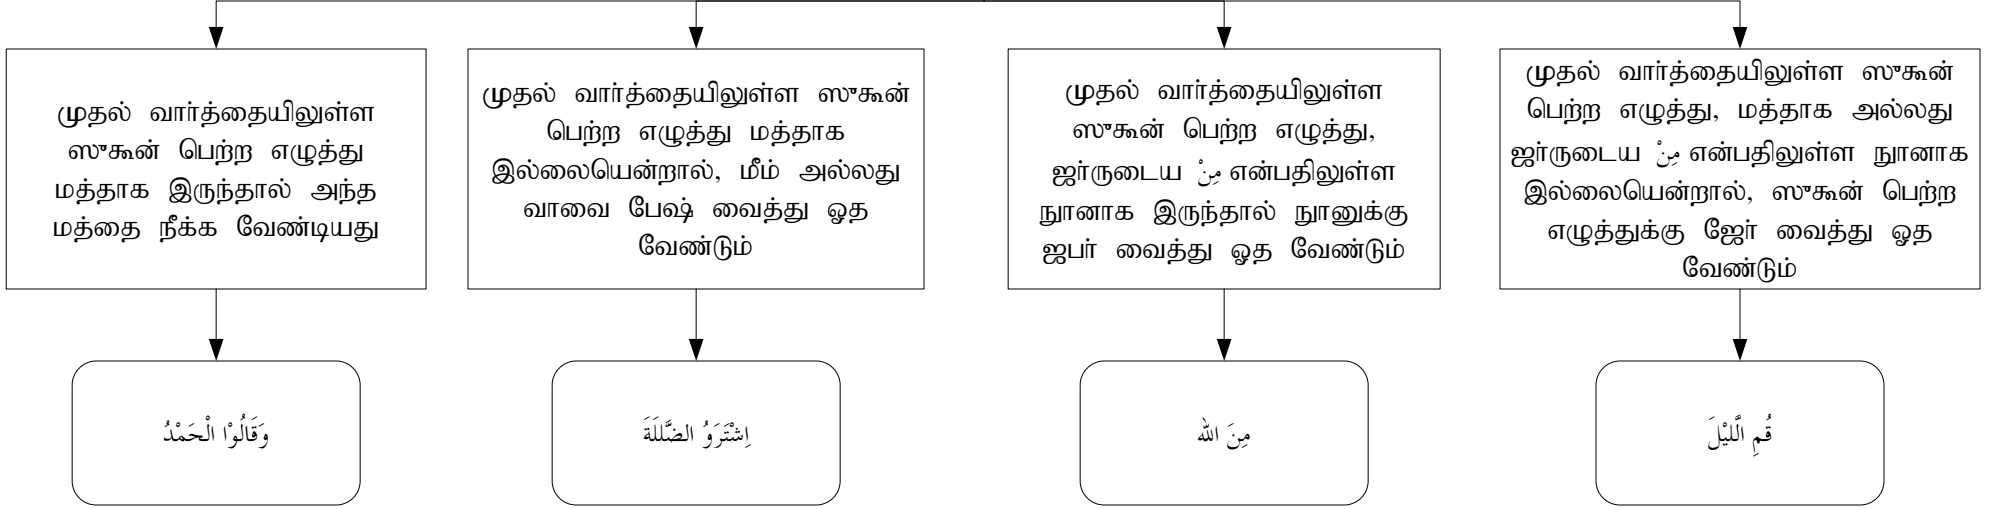 முதல் வார்த்தையிலுள்ள
ஸுகூன் பெற்ற எழுத்து
மத்தாக இருந்தால் அந்த
மத்தை நீக்க வேண்டியது
முதல் வார்த்தையிலுள்ள ஸுகூன்
பெற்ற எழுத்து மத்தாக
இல்லையென்றால், மீம் அல்லது
வாவை பேஷ் வைத்து ஓத
வேண்டும்
முதல் வார்த்தையிலுள்ள
ஸுகூன் பெற்ற எழுத்து,
ஜர்ருடைய مِنْ என்பதிலுள்ள
நூனாக இருந்தால் நூனுக்கு
ஜபர் வைத்து ஓத வேண்டும்
முதல் வார்த்தையிலுள்ள ஸுகூன்
பெற்ற எழுத்து, மத்தாக அல்லது
ஜர்ருடைய مِنْ என்பதிலுள்ள நூனாக
இல்லையென்றால், ஸுகூன் பெற்ற
எழுத்துக்கு ஜேர் வைத்து ஓத
வேண்டும்
وَقَالُوْا الْحَمْدُ
اِشْتَرَوُ الضَّلَلَةَ
مِنَ الله
قُمِ الَّليْلَ